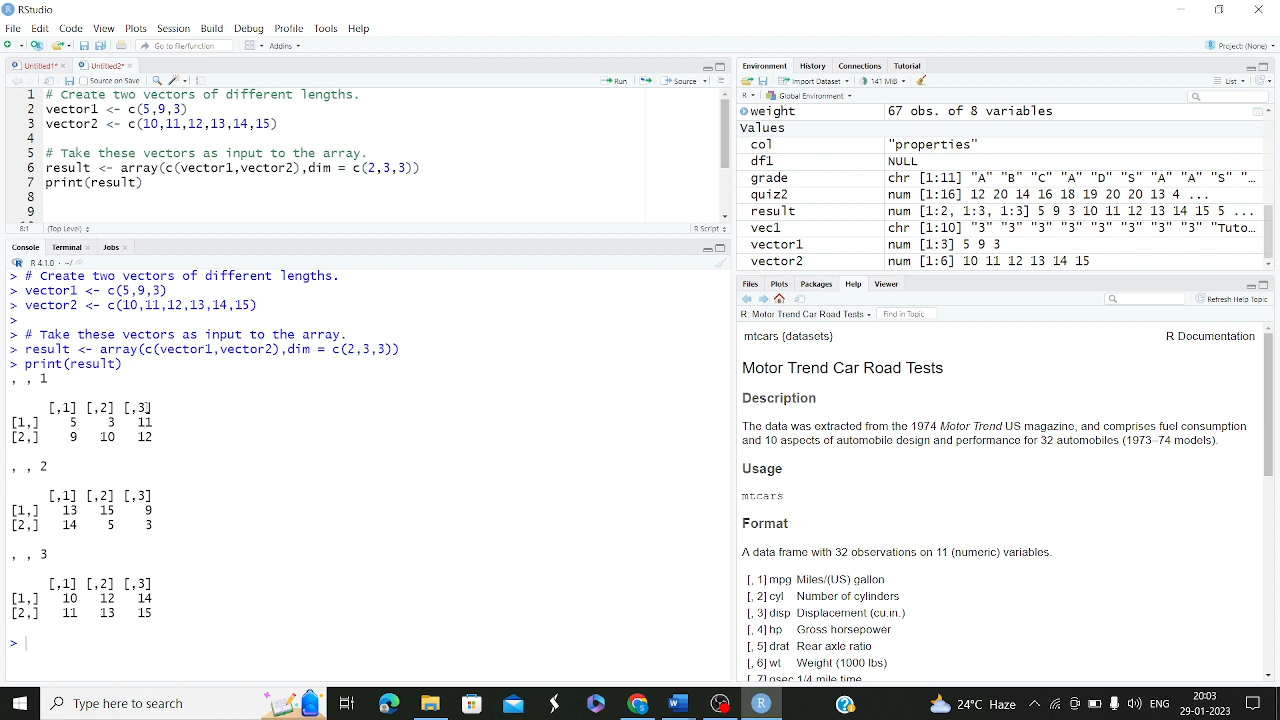 RStudio
File Edit Code View Plots Session Build Debug Profile Tools Help
Go to file/function Addins Project: (None)
Untitled1* Untitled2*
Source on Save Run Source
1 # Create two vectors of different lengths.
2 vector1 <- c(5,9,3)
3 vector2 <- c(10,11,12,13,14,15)
4
5 # Take these vectors as input to the array.
6 result <- array(c(vector1,vector2),dim = c(2,3,3))
7 print(result)
8
9
8:1 (Top Level) R Script
Console Terminal Jobs
R 4.1.0 · ~/
> # Create two vectors of different lengths.
> vector1 <- c(5,9,3)
> vector2 <- c(10,11,12,13,14,15)
>
> # Take these vectors as input to the array.
> result <- array(c(vector1,vector2),dim = c(2,3,3))
> print(result)
, , 1
[,1] [,2] [,3]
[1,] 5 3 11
[2,] 9 10 12
, , 2
[,1] [,2] [,3]
[1,] 13 15 9
[2,] 14 5 3
, , 3
[,1] [,2] [,3]
[1,] 10 12 14
[2,] 11 13 15
>
Environment History Connections Tutorial
Import Dataset 141 MiB List
R Global Environment
weight 67 obs. of 8 variables
Values
col "properties"
df1 NULL
grade chr [1:11] "A" "B" "C" "A" "D" "S" "A" "A" "S" "…
quiz2 num [1:16] 12 20 14 16 18 19 20 20 13 4 ...
result num [1:2, 1:3, 1:3] 5 9 3 10 11 12 13 14 15 5 ...
vec1 chr [1:10] "3" "3" "3" "3" "3" "3" "3" "3" "Tuto…
vector1 num [1:3] 5 9 3
vector2 num [1:6] 10 11 12 13 14 15
Files Plots Packages Help Viewer
Refresh Help Topic
R: Motor Trend Car Road Tests Find in Topic
mtcars {datasets} R Documentation
Motor Trend Car Road Tests
Description
The data was extracted from the 1974 Motor Trend US magazine, and comprises fuel consumption
and 10 aspects of automobile design and performance for 32 automobiles (1973–74 models).
Usage
mtcars
Format
A data frame with 32 observations on 11 (numeric) variables.
[, 1] mpg Miles/(US) gallon
[, 2] cyl Number of cylinders
[, 3] disp Displacement (cu.in.)
[, 4] hp Gross horsepower
[, 5] drat Rear axle ratio
[, 6] wt Weight (1000 lbs)
[, 7] qsec 1/4 mile time
Type here to search
24°C Haze ENG 20:03
29-01-2023